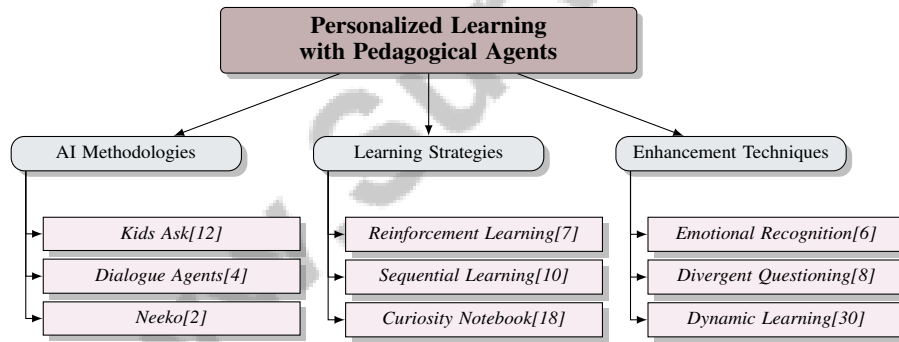 Personalized Learning
with Pedagogical Agents
AI Methodologies
Learning Strategies
Enhancement Techniques
Kids Ask[12]
Reinforcement Learning[7]
Emotional Recognition[6]
Dialogue Agents[4]
Sequential Learning[10]
Divergent Questioning[8]
Neeko[2]
Curiosity Notebook[18]
Dynamic Learning[30]